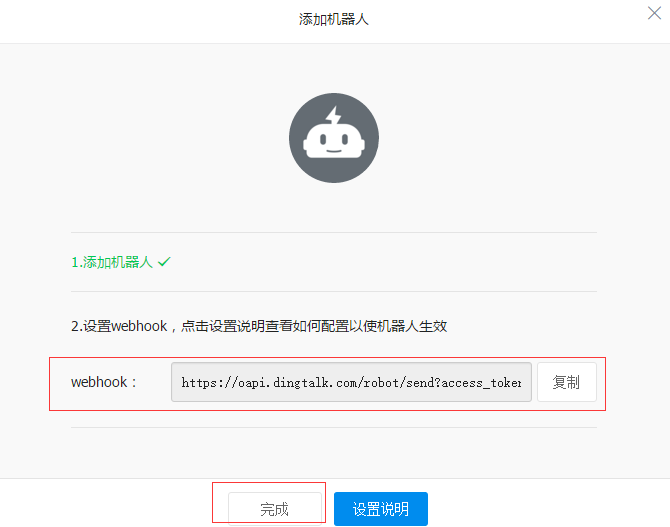 添加机器人
1.添加机器人
2.设置webhook，点击设置说明查看如何配置以使机器人生效
webhook： https://oapi.dingtalk.com/robot/send?access_token 复制
完成 设置说明